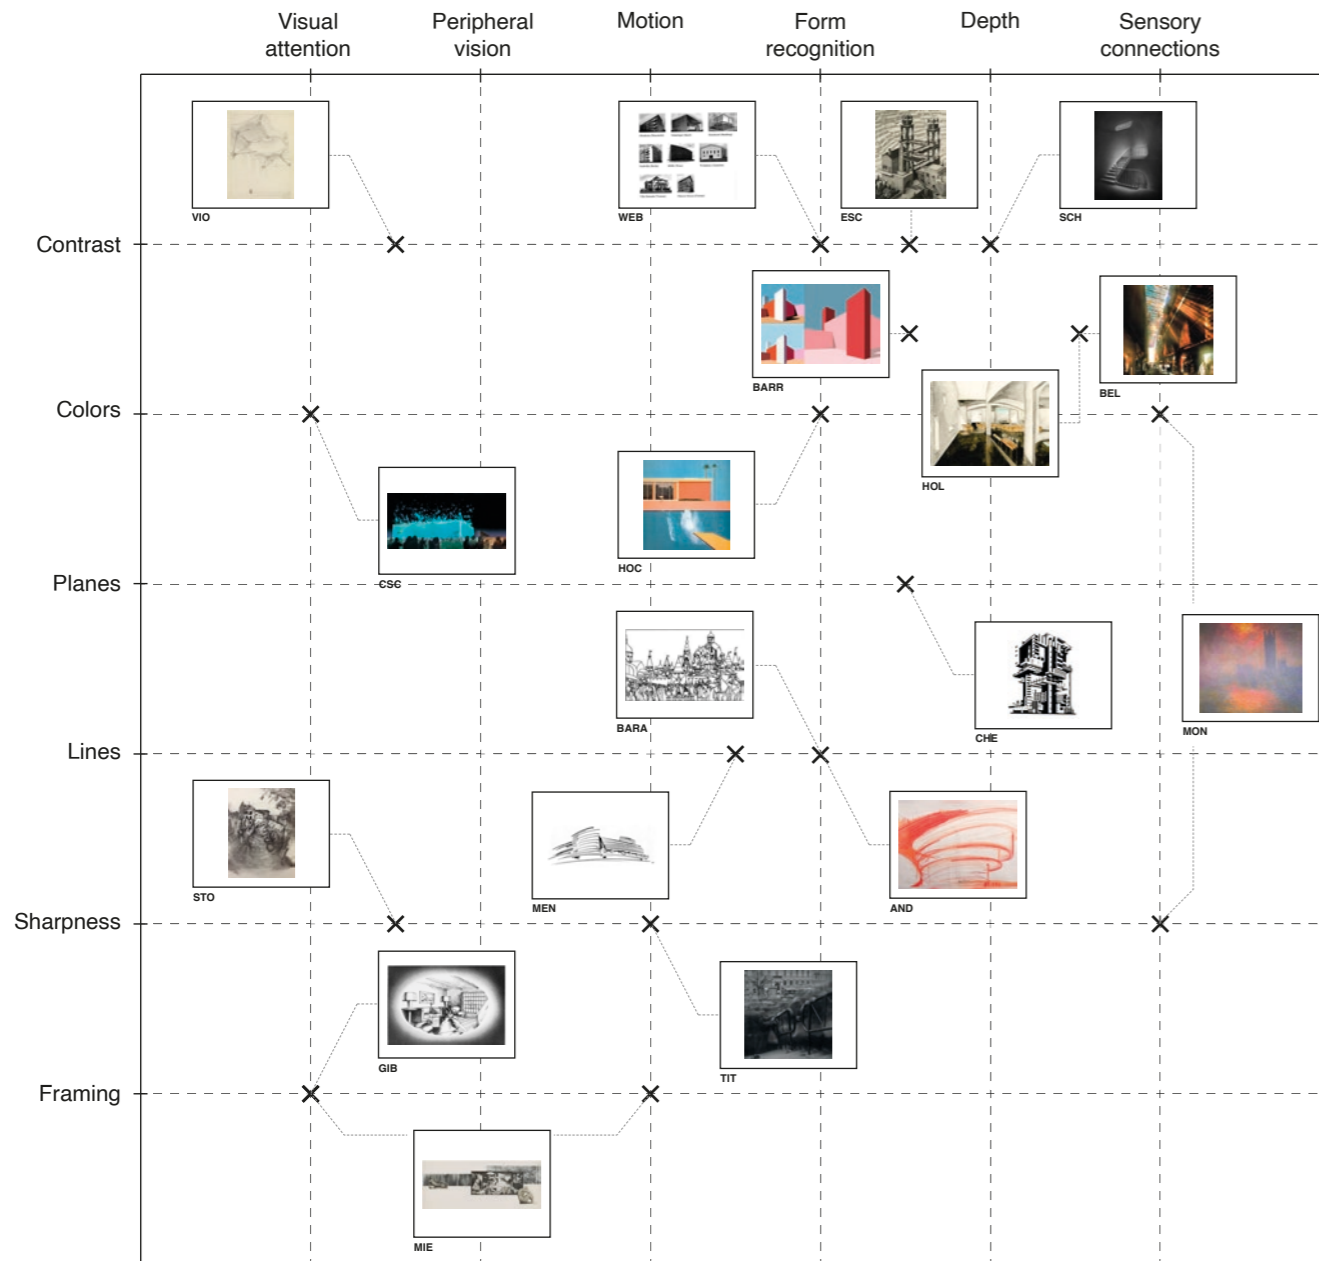 Visual
attention
Peripheral
vision
Motion
Form
recognition
Depth
Sensory
connections
VIO
WEB
ESC
SCH
Contrast
BARR
BEL
Colors
HOL
HOC
CSC
Planes
BARA
CHE
MON
Lines
STO
MEN
AND
Sharpness
GIB
TIT
Framing
MIE